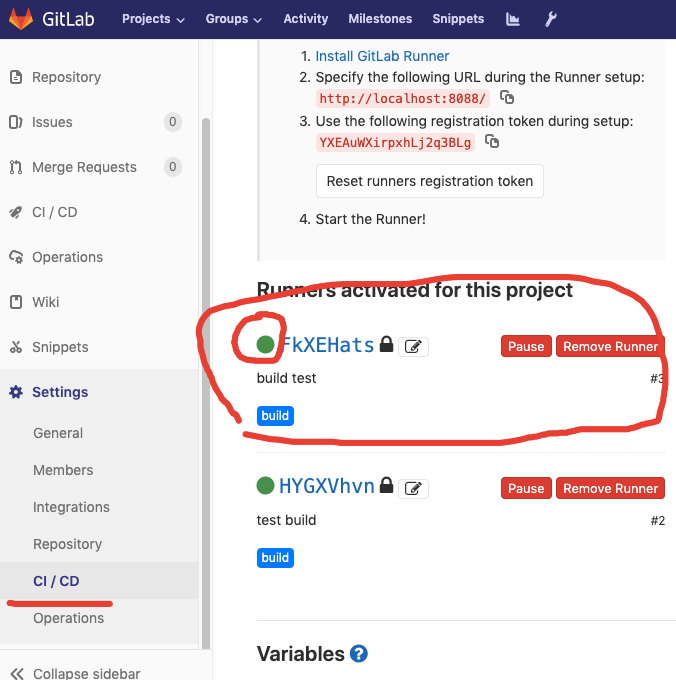 GitLab Projects Groups Activity Milestones Snippets
Repository
Issues 0
Merge Requests 0
CI / CD
Operations
Wiki
Snippets
Settings
General
Members
Integrations
Repository
CI / CD
Operations
Collapse sidebar
1. Install GitLab Runner
2. Specify the following URL during the Runner setup:
http://localhost:8088/
3. Use the following registration token during setup:
YXEAuWXirpxhLj2q3BLg
Reset runners registration token
4. Start the Runner!
Runners activated for this project
FkXEHats Pause Remove Runner
build test #3
build
HYGXVhvn Pause Remove Runner
test build #2
build
Variables